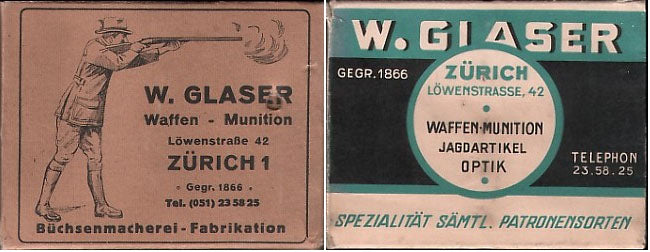 W. GLASER
Waffen - Munition
Löwenstraße 42
ZÜRICH 1
• Gegr. 1866 •
Tel. (051) 23 58 25
Büchsenmacherei - Fabrikation
W. GLASER
GEGR. 1866
ZÜRICH
LÖWENSTRASSE, 42
WAFFEN-MUNITION
JAGDARTIKEL
OPTIK
TELEPHON
23.58.25
SPEZIALITÄT SÄMTL. PATRONENSORTEN